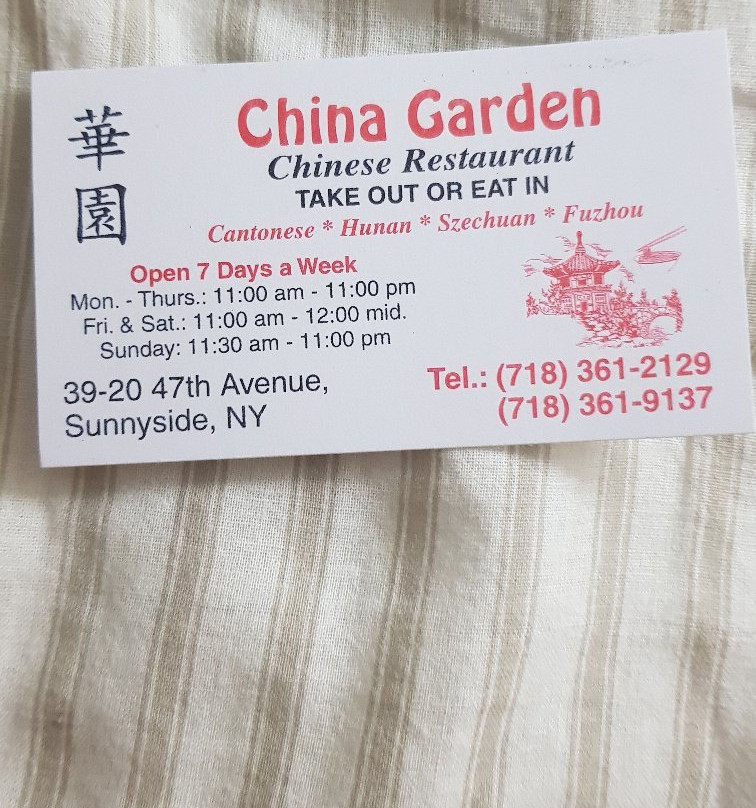 華
園
China Garden
Chinese Restaurant
TAKE OUT OR EAT IN
Cantonese * Hunan * Szechuan * Fuzhou
Open 7 Days a Week
Mon. - Thurs.: 11:00 am - 11:00 pm
Fri. & Sat.: 11:00 am - 12:00 mid.
Sunday: 11:30 am - 11:00 pm
39-20 47th Avenue,
Sunnyside, NY
Tel.: (718) 361-2129
(718) 361-9137